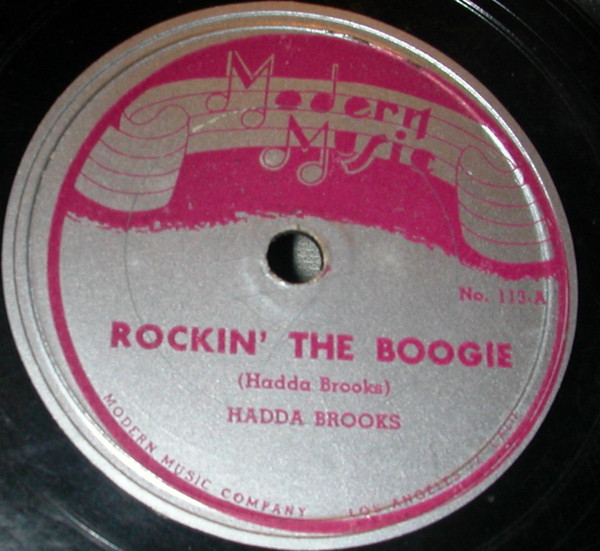 Modern
Music
No. 113-A
ROCKIN' THE BOOGIE
(Hadda Brooks)
HADDA BROOKS
MODERN MUSIC COMPANY LOS ANGELES